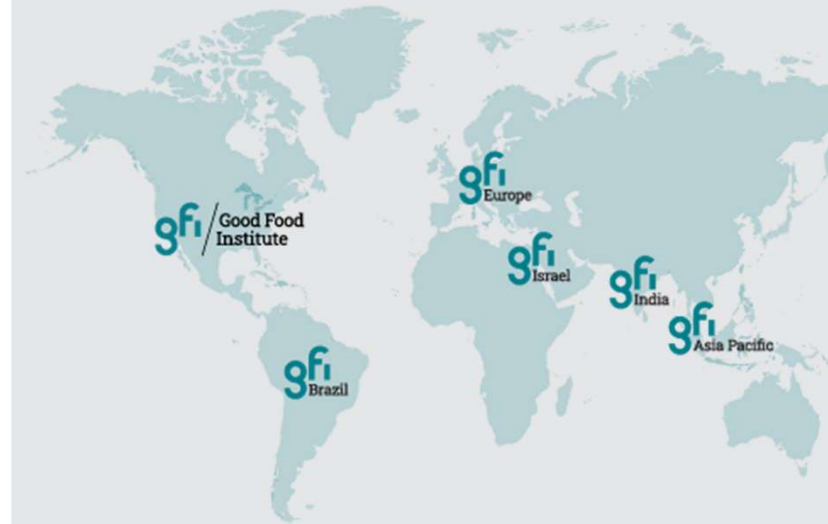 gfi
Europe
gfi / Good Food
Institute
gfi
Israel
gfi
India
gfi
Asia Pacific
gfi
Brazil